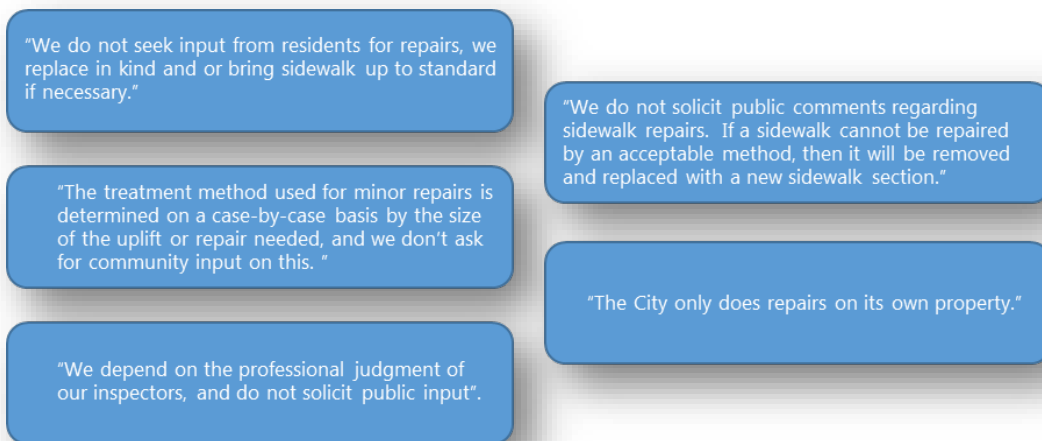 “We do not seek input from residents for repairs, we
replace in kind and or bring sidewalk up to standard
if necessary.”
“The treatment method used for minor repairs is
determined on a case-by-case basis by the size
of the uplift or repair needed, and we don’t ask
for community input on this. ”
“We depend on the professional judgment of
our inspectors, and do not solicit public input”.
“We do not solicit public comments regarding
sidewalk repairs.  If a sidewalk cannot be repaired
by an acceptable method, then it will be removed
and replaced with a new sidewalk section.”
“The City only does repairs on its own property.”